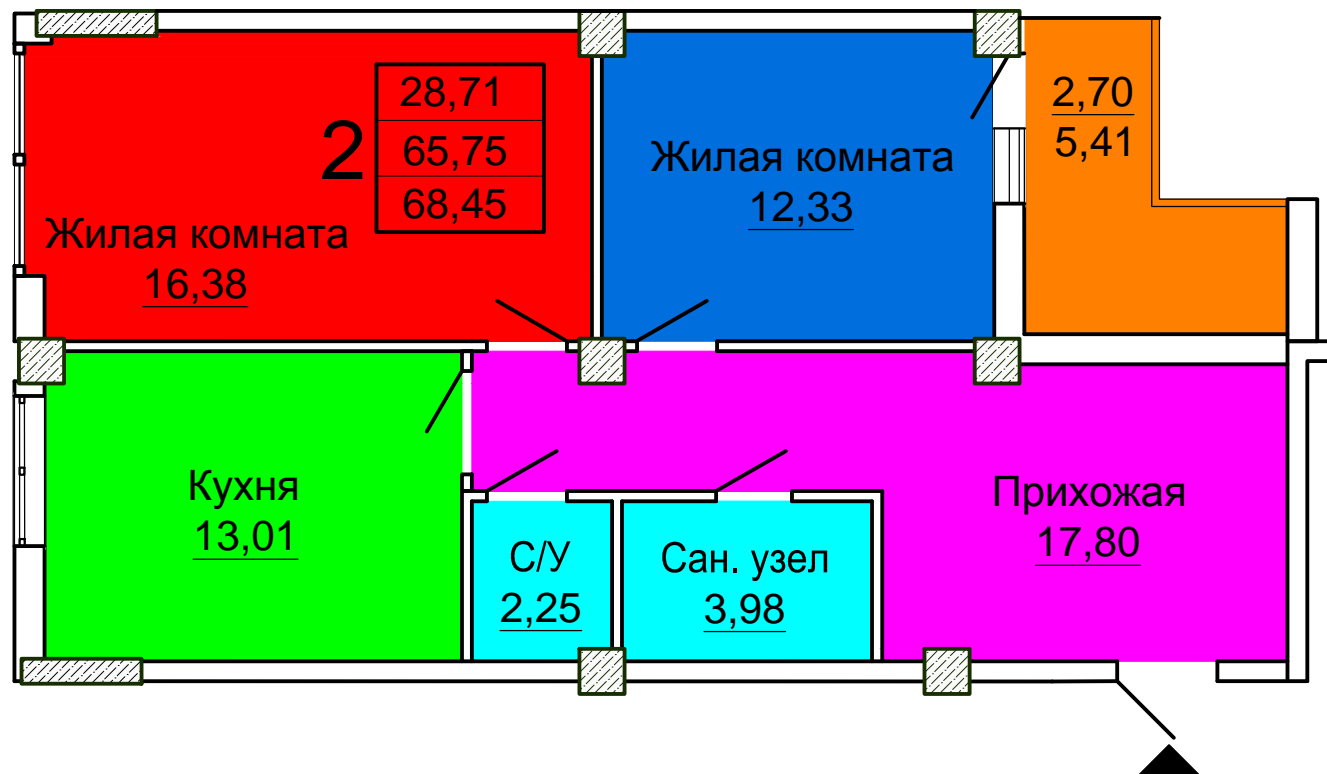 2
28,71
65,75
68,45
Жилая комната
16,38
Жилая комната
12,33
2,70
5,41
Кухня
13,01
С/У
2,25
Сан. узел
3,98
Прихожая
17,80